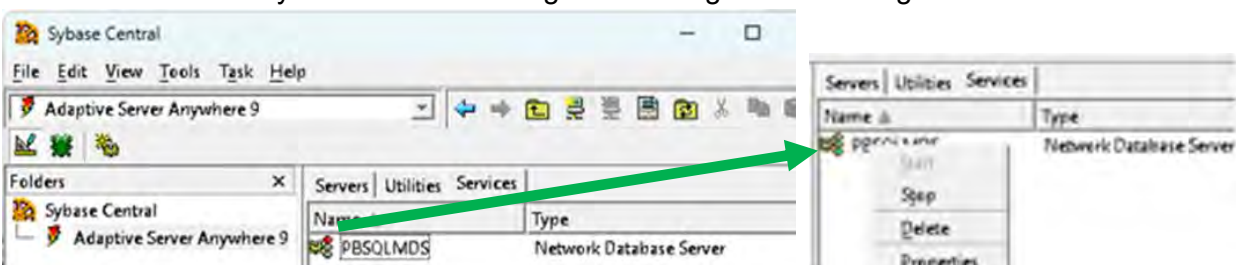 Sybase Central
File Edit View Tools Task Help
Adaptive Server Anywhere 9
Folders
Servers Utilities Services
Sybase Central
Adaptive Server Anywhere 9
Name Type
PBSQLMDS Network Database Server
Servers Utilities Services
Name Type
Network Database Server
Start
Stop
Delete
Properties